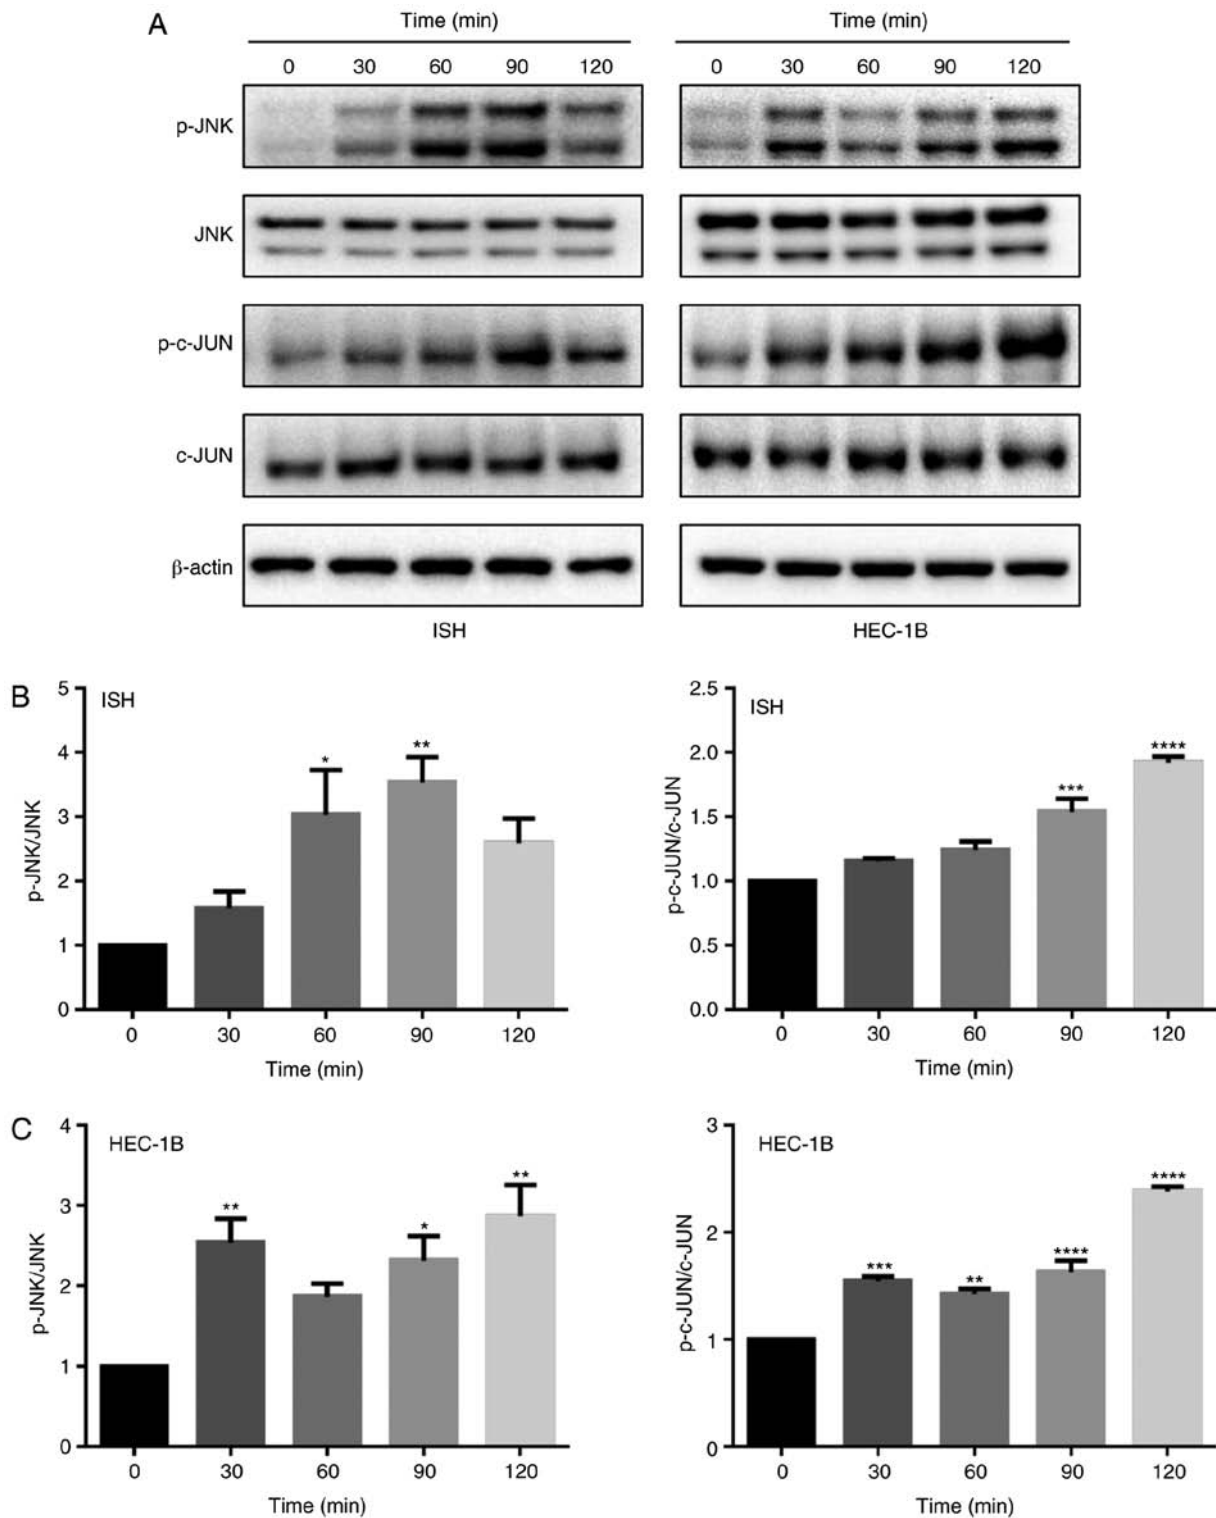 A
Time (min) Time (min)
0 30 60 90 120 0 30 60 90 120
p-JNK
JNK
p-c-JUN
c-JUN
β-actin
ISH HEC-1B
B
ISH
p-JNK/JNK
5
4
3
2
1
0
* **
0 30 60 90 120
Time (min)
ISH
p-c-JUN/c-JUN
2.5
2.0
1.5
1.0
0.5
0.0
*** ****
0 30 60 90 120
Time (min)
C
HEC-1B
p-JNK/JNK
4
3
2
1
0
** * **
0 30 60 90 120
Time (min)
HEC-1B
p-c-JUN/c-JUN
3
2
1
0
*** ** **** ****
0 30 60 90 120
Time (min)